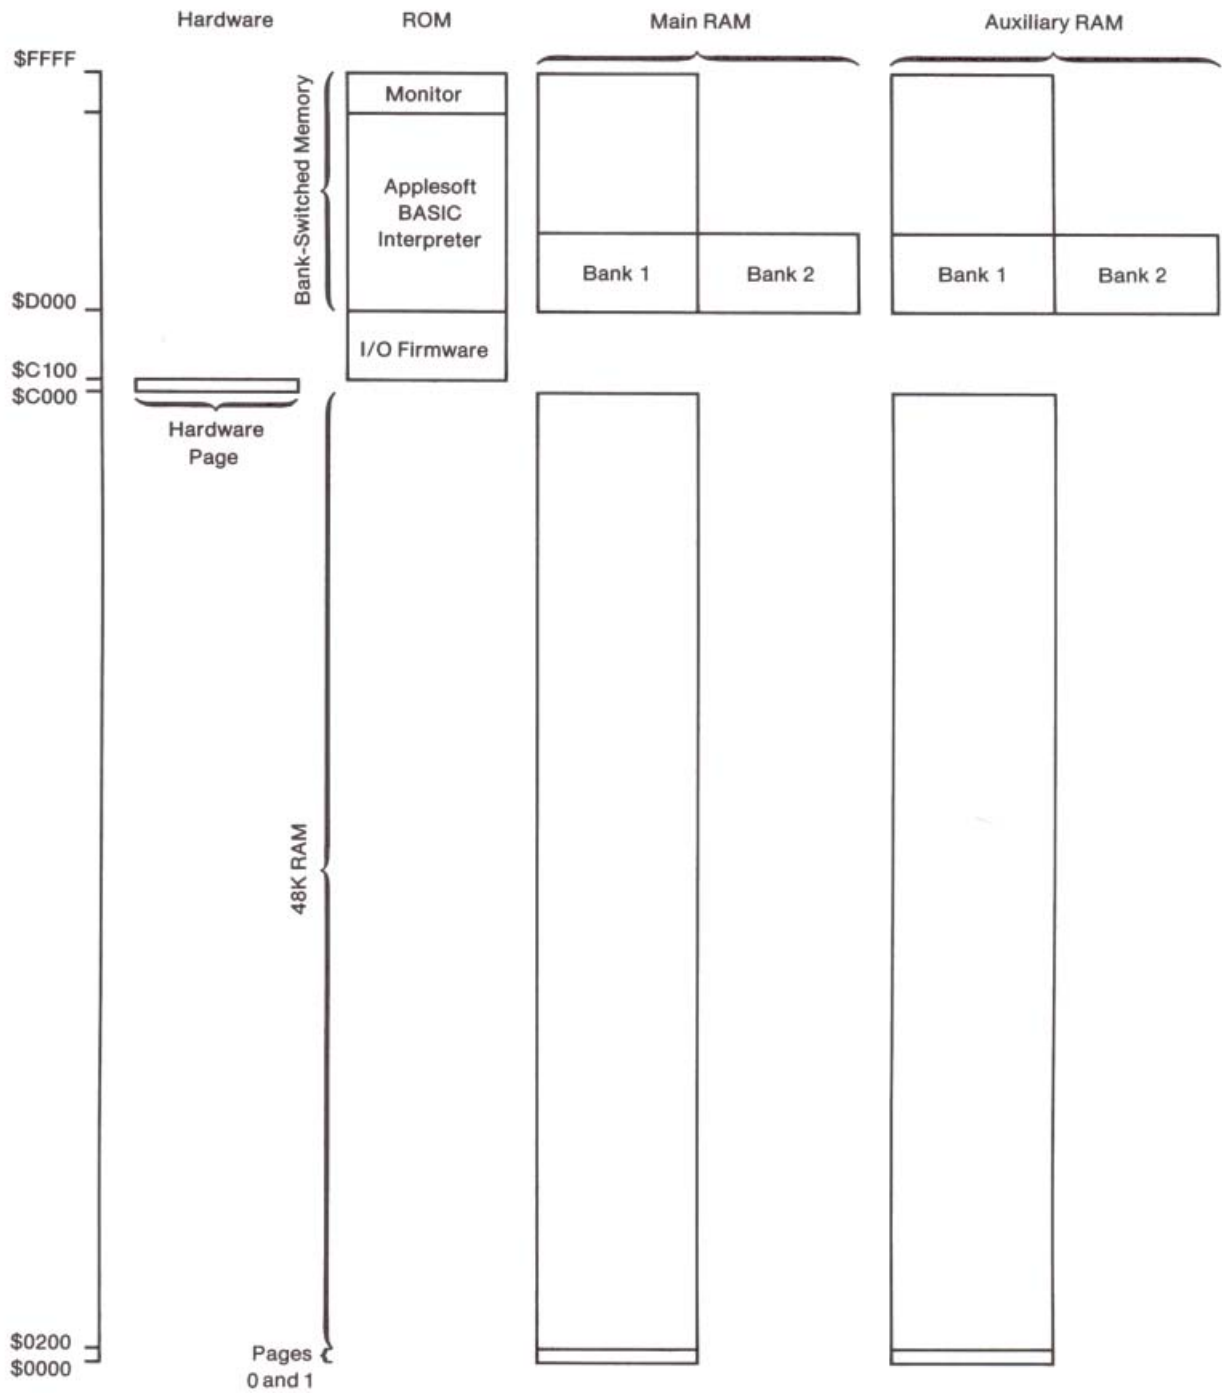 Hardware
ROM
Main RAM
Auxiliary RAM
$FFFF
Bank-Switched Memory
Monitor
Applesoft
BASIC
Interpreter
Bank 1
Bank 2
Bank 1
Bank 2
$D000
I/O Firmware
$C100
$C000
Hardware
Page
48K RAM
$0200
$0000
Pages
0 and 1